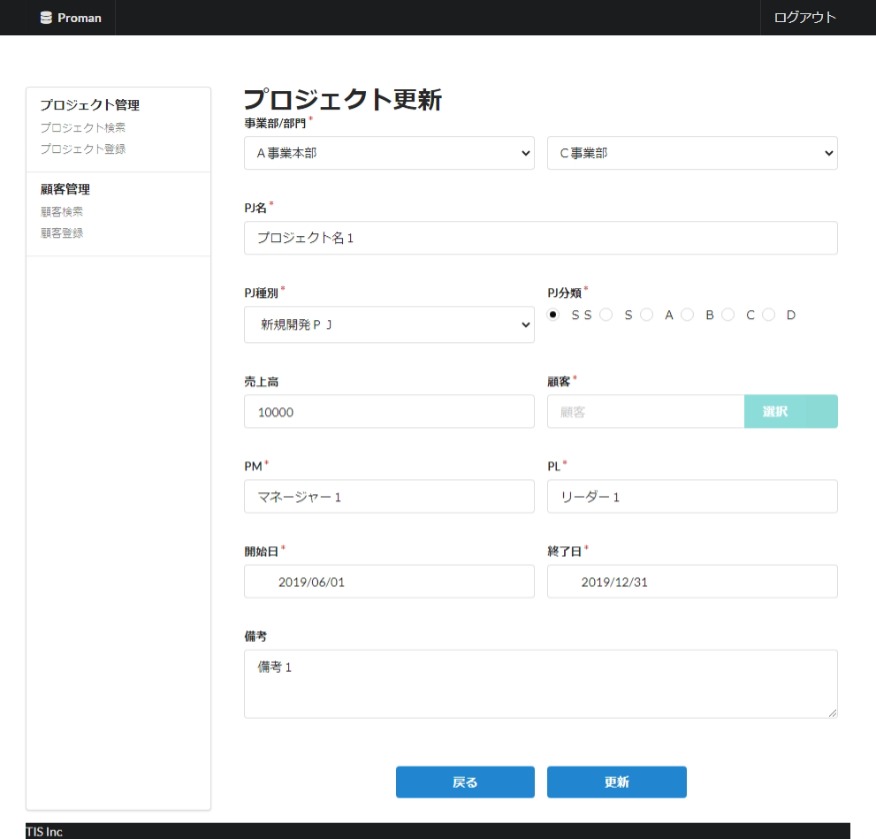 Proman
ログアウト
プロジェクト管理
プロジェクト検索
プロジェクト登録
顧客管理
顧客検索
顧客登録
プロジェクト更新
事業部/部門*
A事業本部
C事業部
PJ名*
プロジェクト名1
PJ種別*
PJ分類*
新規開発PJ
SS S A B C D
売上高
顧客*
10000
顧客
選択
PM*
PL*
マネージャー1
リーダー1
開始日*
終了日*
2019/06/01
2019/12/31
備考
備考1
戻る
更新
TIS Inc